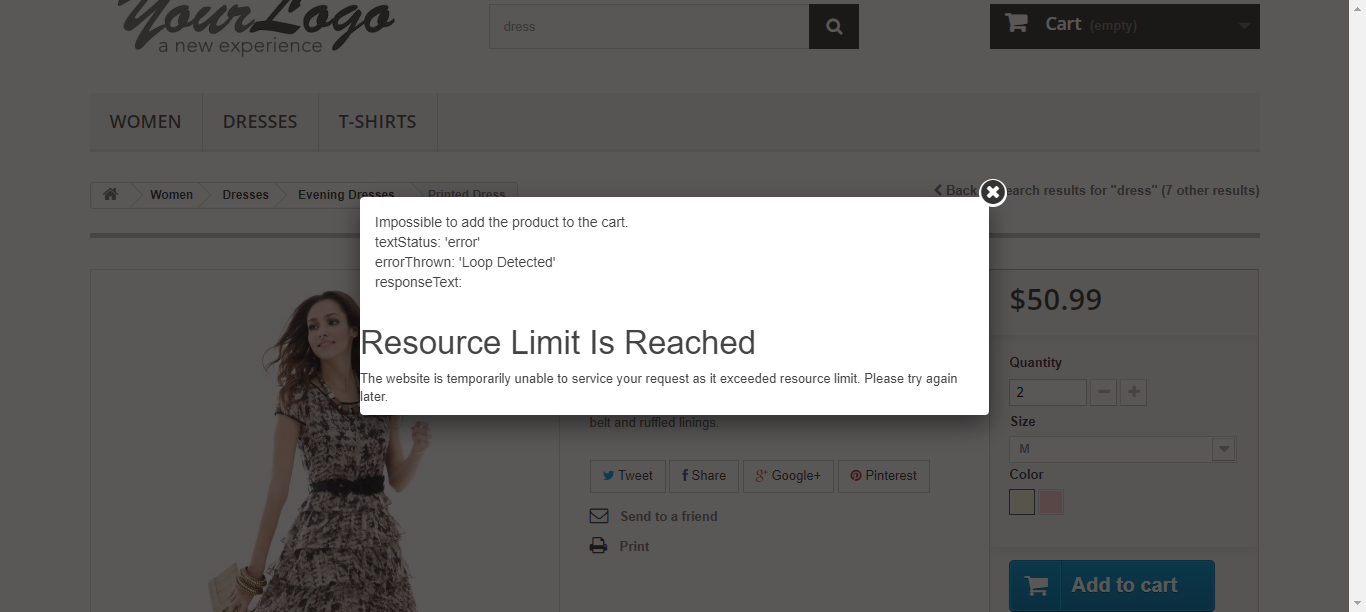 YourLogo
a new experience
dress
Cart (empty)
WOMEN
DRESSES
T-SHIRTS
Women
Dresses
Evening Dresses
Printed Dress
Back
earch results for "dress" (7 other results)
Impossible to add the product to the cart.
textStatus: 'error'
errorThrown: 'Loop Detected'
responseText:
Resource Limit Is Reached
The website is temporarily unable to service your request as it exceeded resource limit. Please try again
later.
belt and ruffled linings.
Tweet
Share
Google+
Pinterest
Send to a friend
Print
$50.99
Quantity
2
Size
M
Color
Add to cart